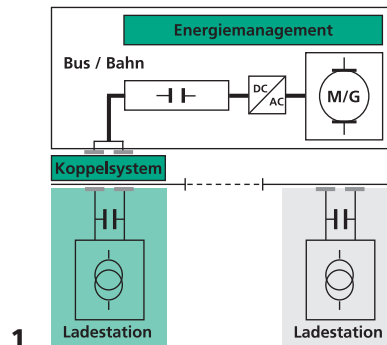 Energiemanagement
Bus / Bahn
DC
AC
M/G
Koppelsystem
Ladestation
Ladestation
1